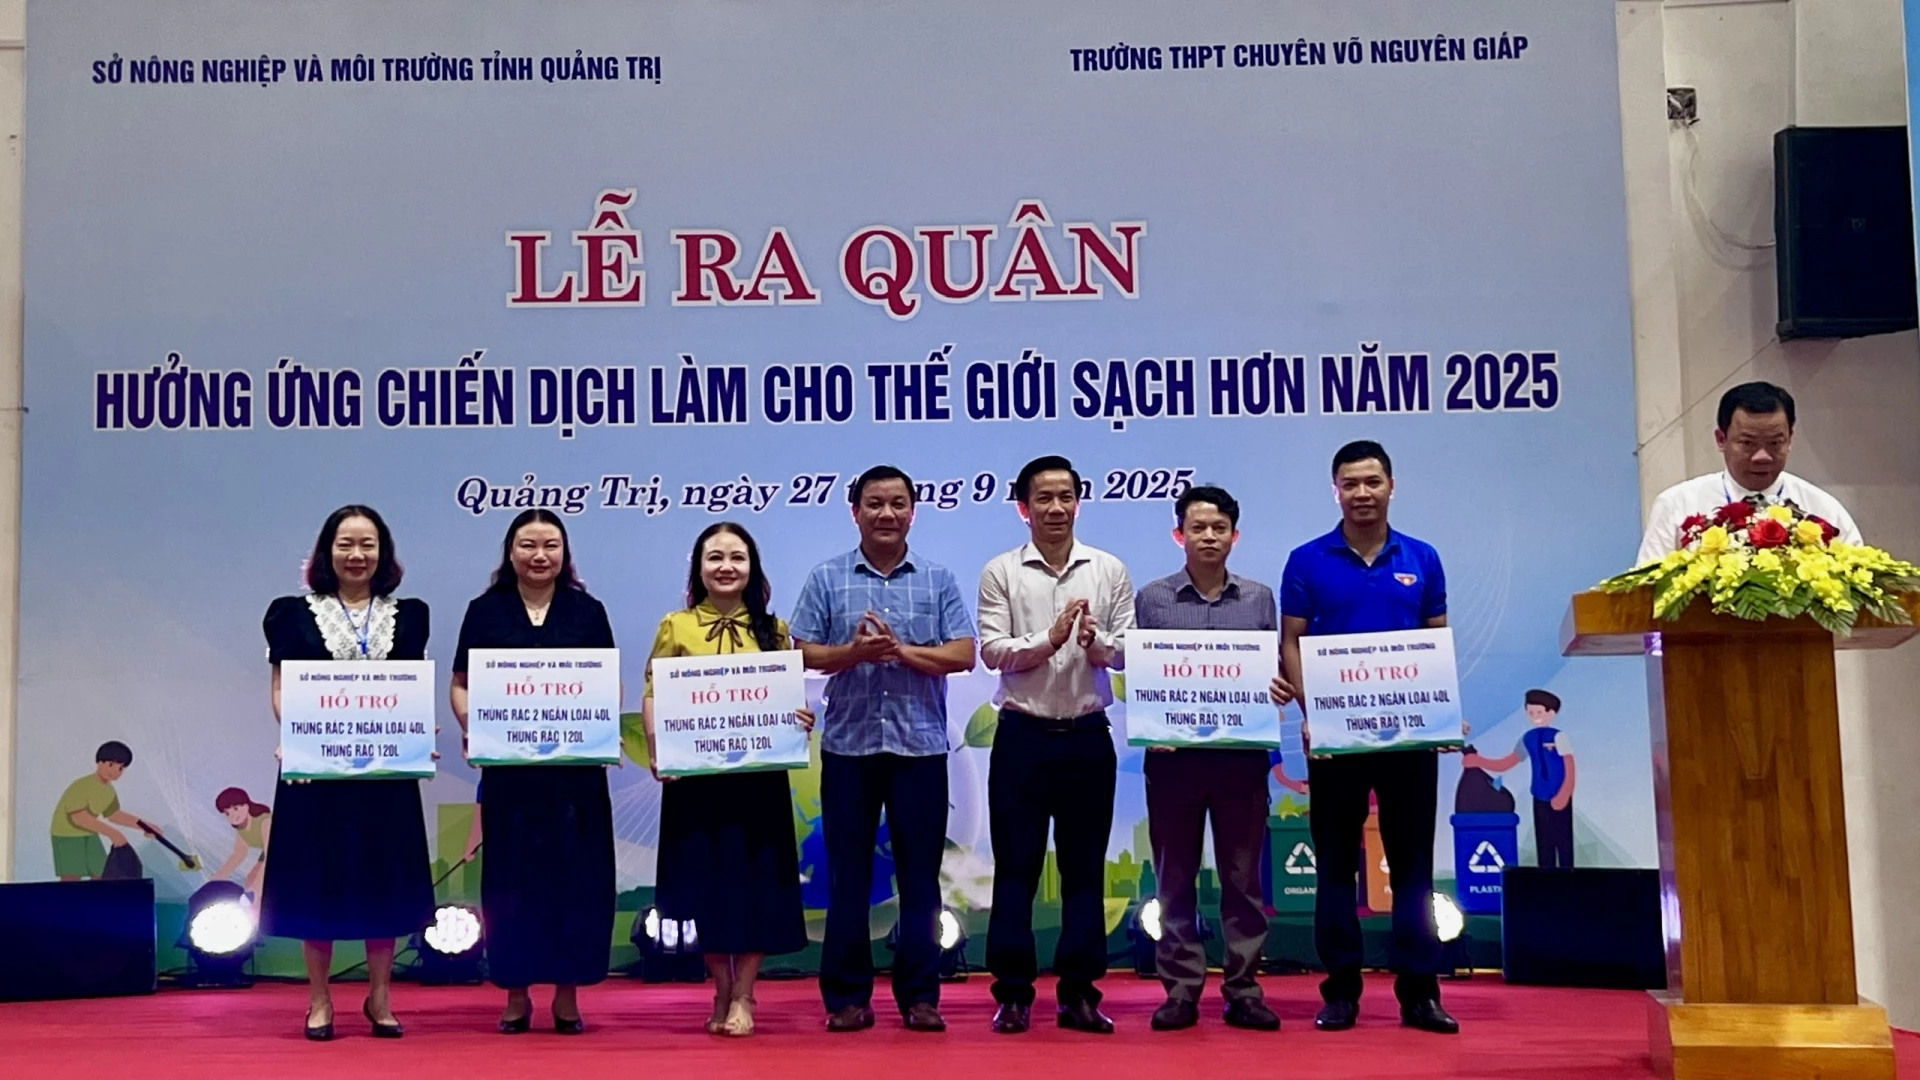 SỞ NÔNG NGHIỆP VÀ MÔI TRƯỜNG TỈNH QUẢNG TRỊ
TRƯỜNG THPT CHUYÊN VÕ NGUYÊN GIÁP
LỄ RA QUÂN
HƯỞNG ỨNG CHIẾN DỊCH LÀM CHO THẾ GIỚI SẠCH HƠN NĂM 2025
Quảng Trị, ngày 27 tháng 9 năm 2025
SỞ NÔNG NGHIỆP VÀ MÔI TRƯỜNG
HỖ TRỢ
THÙNG RÁC 2 NGĂN LOẠI 40L
THÙNG RÁC 120L
SỞ NÔNG NGHIỆP VÀ MÔI TRƯỜNG
HỖ TRỢ
THÙNG RÁC 2 NGĂN LOẠI 40L
THÙNG RÁC 120L
SỞ NÔNG NGHIỆP VÀ MÔI TRƯỜNG
HỖ TRỢ
THÙNG RÁC 2 NGĂN LOẠI 40L
THÙNG RÁC 120L
SỞ NÔNG NGHIỆP VÀ MÔI TRƯỜNG
HỖ TRỢ
THÙNG RÁC 2 NGĂN LOẠI 40L
THÙNG RÁC 120L
SỞ NÔNG NGHIỆP VÀ MÔI TRƯỜNG
HỖ TRỢ
THÙNG RÁC 2 NGĂN LOẠI 40L
THÙNG RÁC 120L